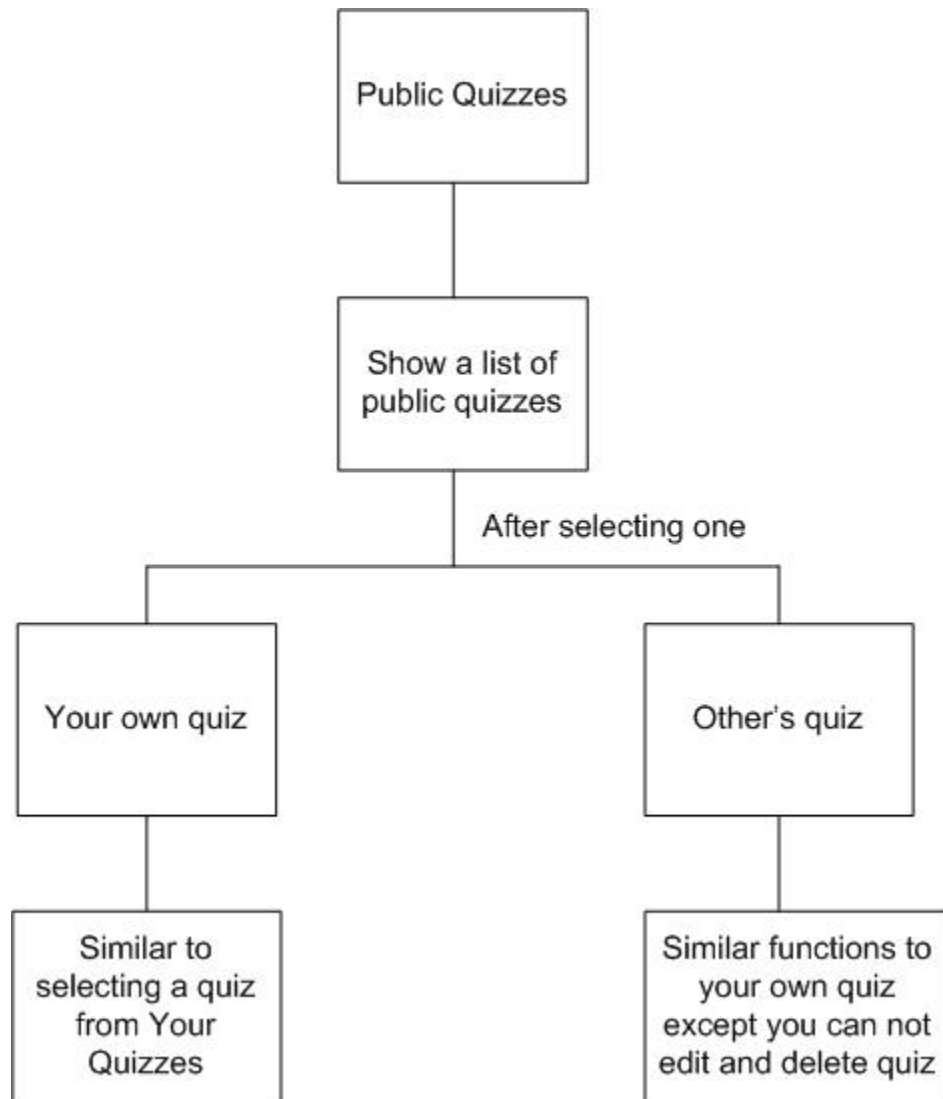 Public Quizzes
Show a list of
public quizzes
After selecting one
Your own quiz
Other’s quiz
Similar to
selecting a quiz
from Your
Quizzes
Similar functions to
your own quiz
except you can not
edit and delete quiz